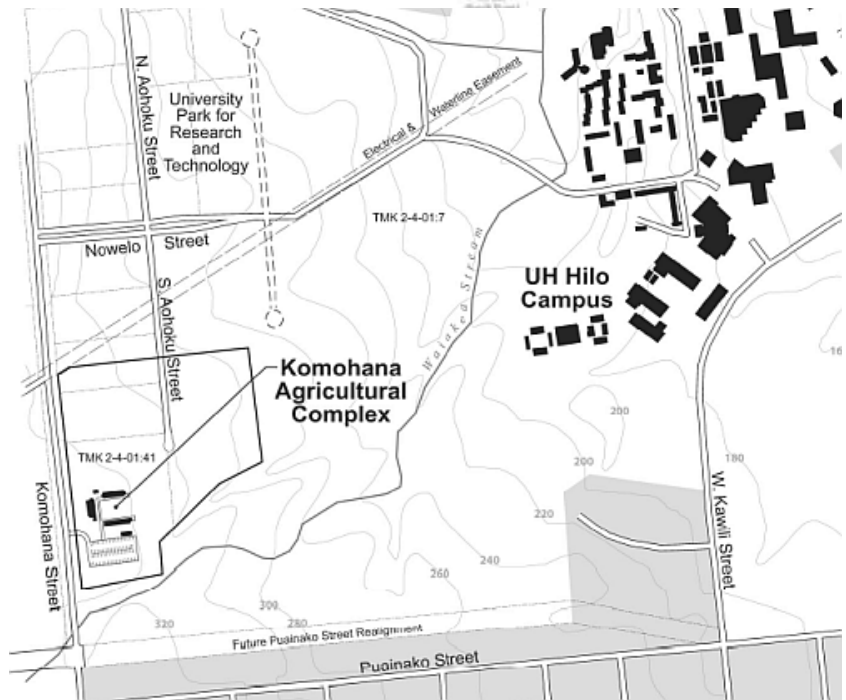 N. Aohoku Street
University
Park for
Research
and
Technology
Electrical & Waterline Easement
TMK 2-4-01:7
Nowelo Street
Waiakea Stream
UH Hilo
Campus
S. Aohoku Street
Komohana
Agricultural
Complex
TMK 2-4-01:41
Komohana Street
W. Kawili Street
160
200
180
200
220
240
260
300
280
320
Future Puainako Street Realignment
Puainako Street